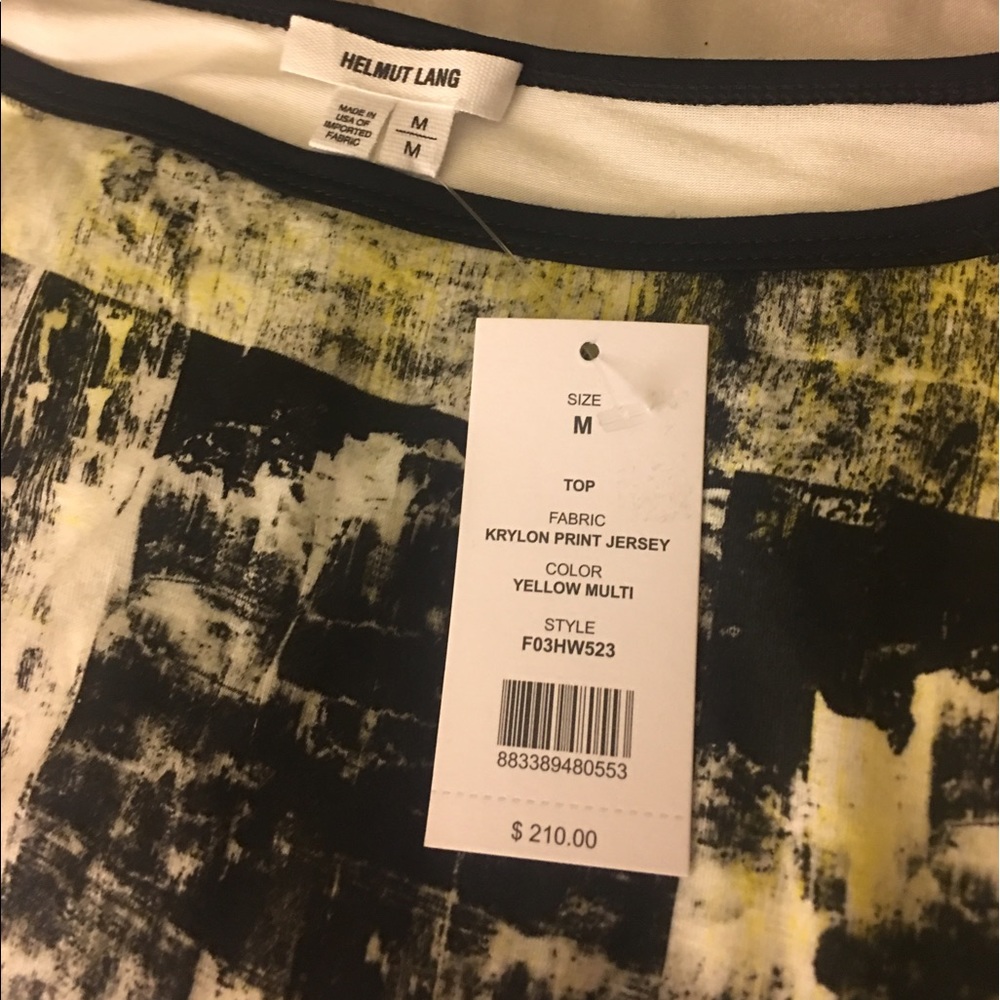 HELMUT LANG
MADE IN
USA OF
IMPORTED
FABRIC
M
M
SIZE
M
TOP
FABRIC
KRYLON PRINT JERSEY
COLOR
YELLOW MULTI
STYLE
F03HW523
883389480553
$ 210.00